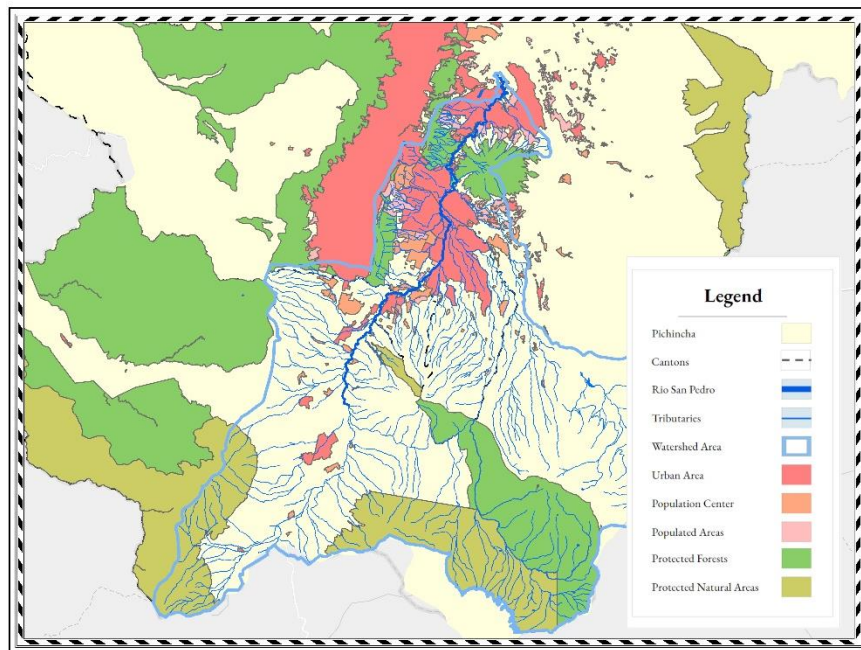 Legend
Pichincha
Cantons
Río San Pedro
Tributaries
Watershed Area
Urban Area
Population Center
Populated Areas
Protected Forests
Protected Natural Areas